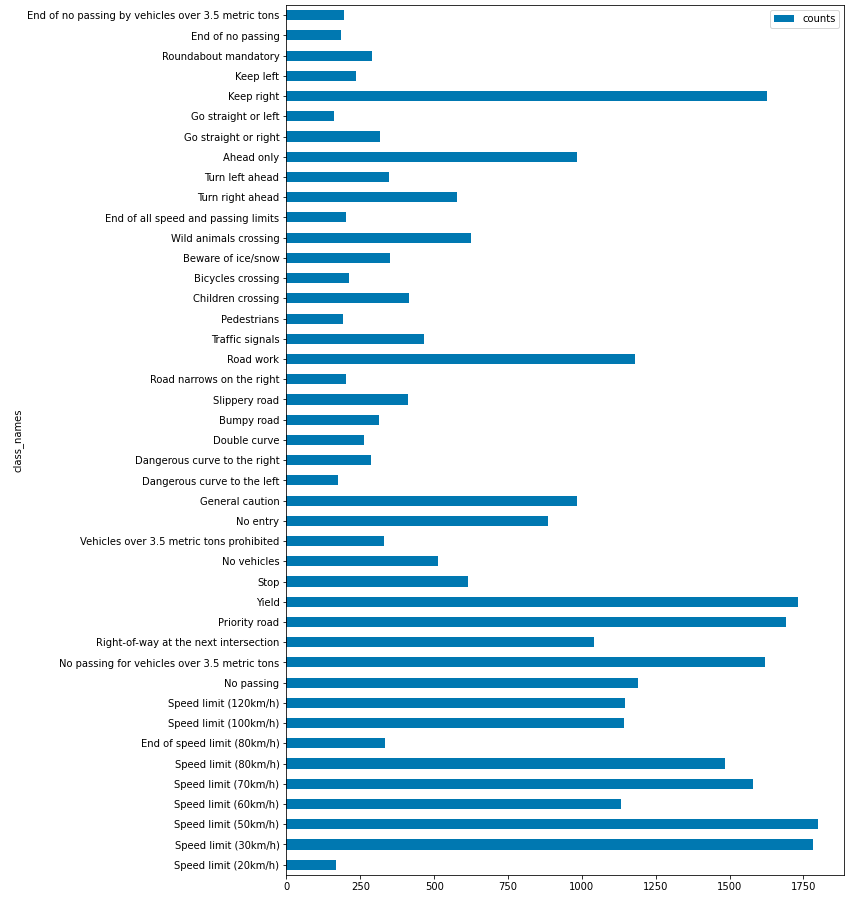 counts
End of no passing by vehicles over 3.5 metric tons
End of no passing
Roundabout mandatory
Keep left
Keep right
Go straight or left
Go straight or right
Ahead only
Turn left ahead
Turn right ahead
End of all speed and passing limits
Wild animals crossing
Beware of ice/snow
Bicycles crossing
Children crossing
Pedestrians
Traffic signals
Road work
Road narrows on the right
Slippery road
Bumpy road
Double curve
Dangerous curve to the right
Dangerous curve to the left
General caution
No entry
Vehicles over 3.5 metric tons prohibited
No vehicles
Stop
Yield
Priority road
Right-of-way at the next intersection
No passing for vehicles over 3.5 metric tons
No passing
Speed limit (120km/h)
Speed limit (100km/h)
End of speed limit (80km/h)
Speed limit (80km/h)
Speed limit (70km/h)
Speed limit (60km/h)
Speed limit (50km/h)
Speed limit (30km/h)
Speed limit (20km/h)
class_names
0 250 500 750 1000 1250 1500 1750